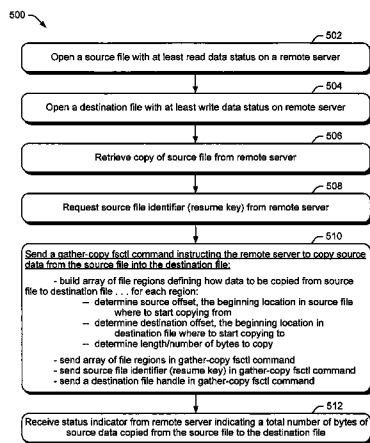 500
502
Open a source file with at least read data status on a remote server
504
Open a destination file with at least write data status on remote server
506
Retrieve copy of source file from remote server
508
Request source file identifier (resume key) from remote server
510
Send a gather-copy fsctl command instructing the remote server to copy source
data from the source file into the destination file:
- build array of file regions defining how data to be copied from source
file to destination file . . . for each region:
-- determine source offset, the beginning location in source file
where to start copying from
-- determine destination offset, the beginning location in
destination file where to start copying to
-- determine length/number of bytes to copy
- send array of file regions in gather-copy fsctl command
- send source file identifier (resume key) in gather-copy fsctl command
- send a destination file handle in gather-copy fsctl command
512
Receive status indicator from remote server indicating a total number of bytes of
source data copied from the source file to the destination file